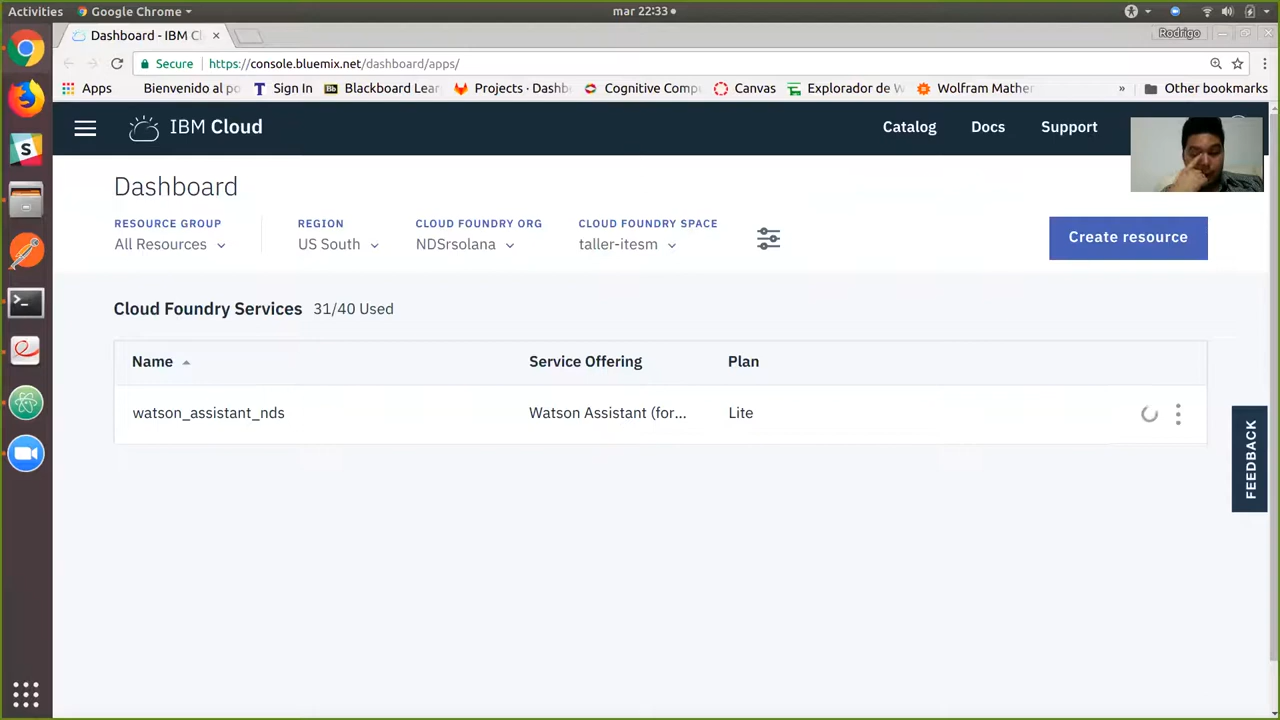 Activities Google Chrome mar 22:33
Dashboard - IBM Cl Rodrigo
Secure https://console.bluemix.net/dashboard/apps/
Apps Bienvenido al po Sign In Bb Blackboard Lear Projects · Dashb Cognitive Comp Canvas Explorador de W Wolfram Mather » Other bookmarks
IBM Cloud Catalog Docs Support
Dashboard
RESOURCE GROUP REGION CLOUD FOUNDRY ORG CLOUD FOUNDRY SPACE
All Resources US South NDSrsolana taller-itesm Create resource
Cloud Foundry Services 31/40 Used
Name Service Offering Plan
watson_assistant_nds Watson Assistant (for... Lite
FEEDBACK